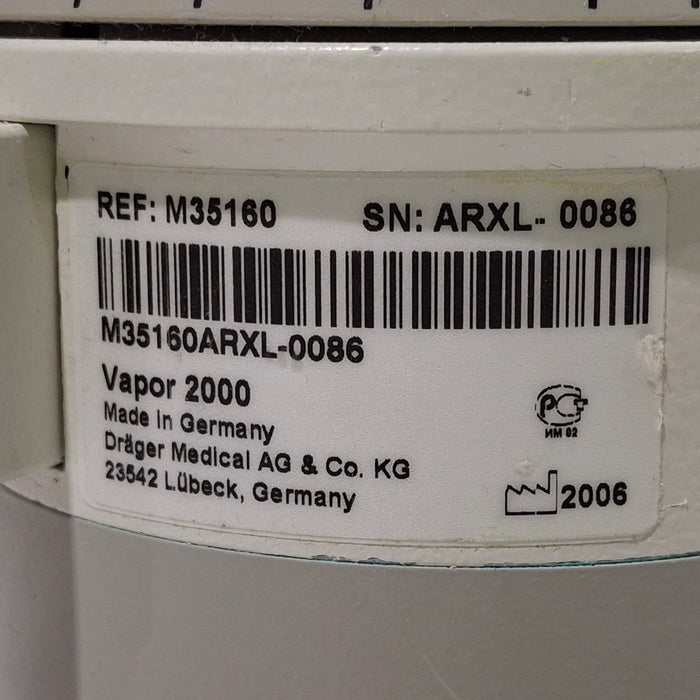 REF: M35160 SN: ARXL- 0086
M35160ARXL-0086
Vapor 2000
Made in Germany
Dräger Medical AG & Co. KG
23542 Lübeck, Germany
РС
ИМ 02
2006